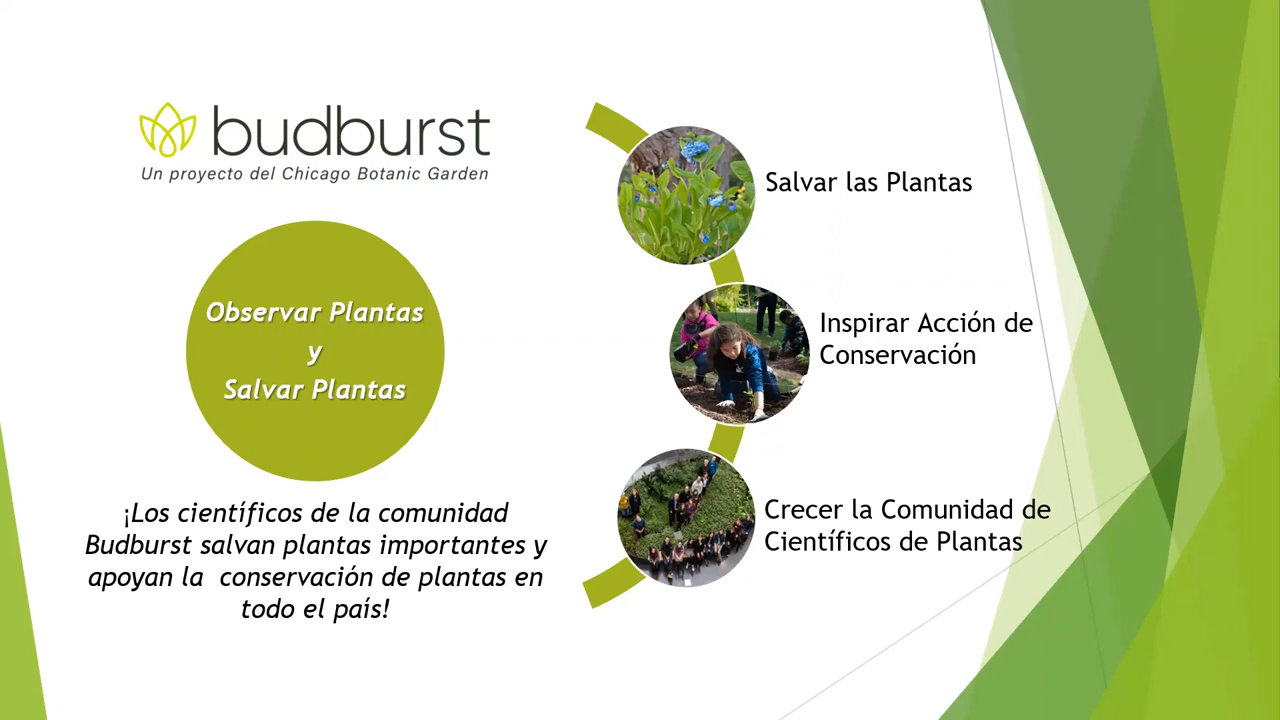 budburst
Un proyecto del Chicago Botanic Garden
Observar Plantas
y
Salvar Plantas
¡Los científicos de la comunidad
Budburst salvan plantas importantes y
apoyan la conservación de plantas en
todo el país!
Salvar las Plantas
Inspirar Acción de
Conservación
Crecer la Comunidad de
Científicos de Plantas